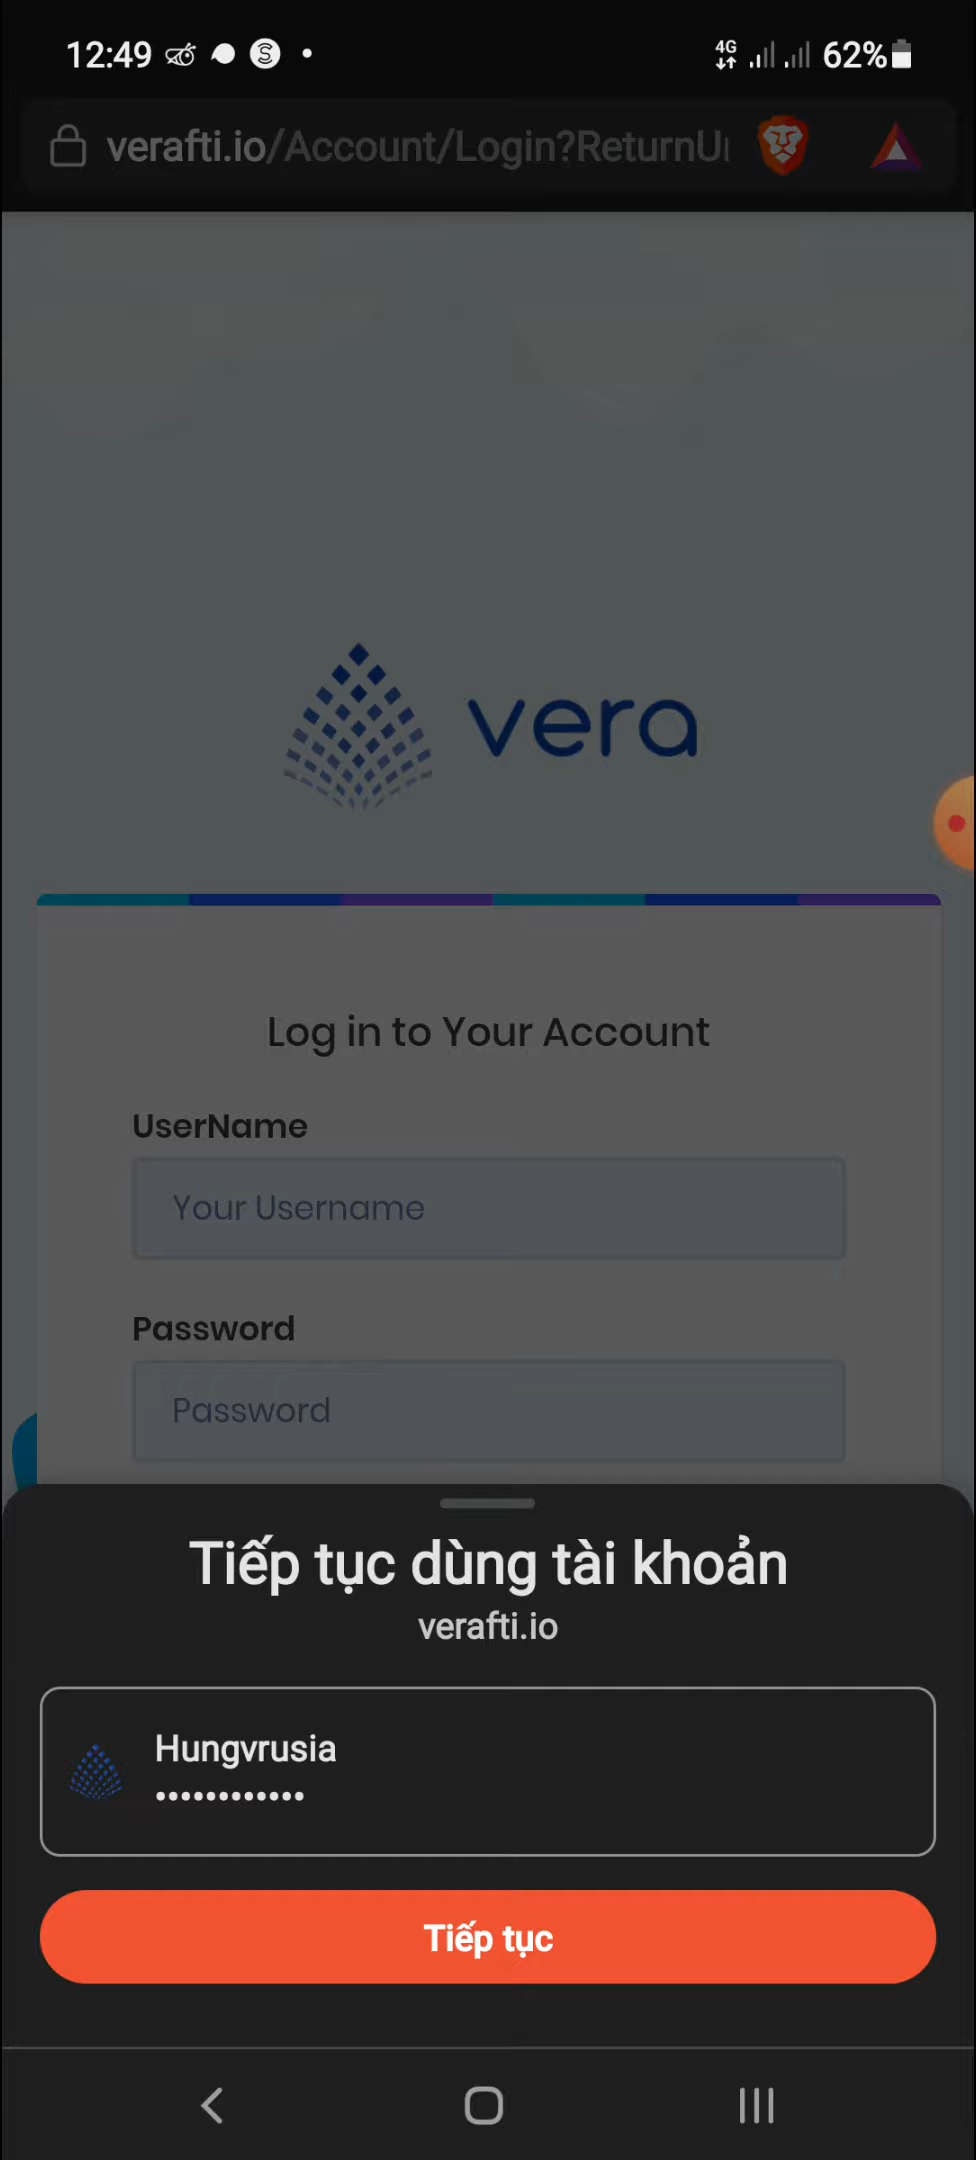 12:49
4G
62%
verafti.io/Account/Login?ReturnU
vera
Log in to Your Account
UserName
Your Username
Password
Password
Tiếp tục dùng tài khoản
verafti.io
Hungvrusia
••••••••••••
Tiếp tục